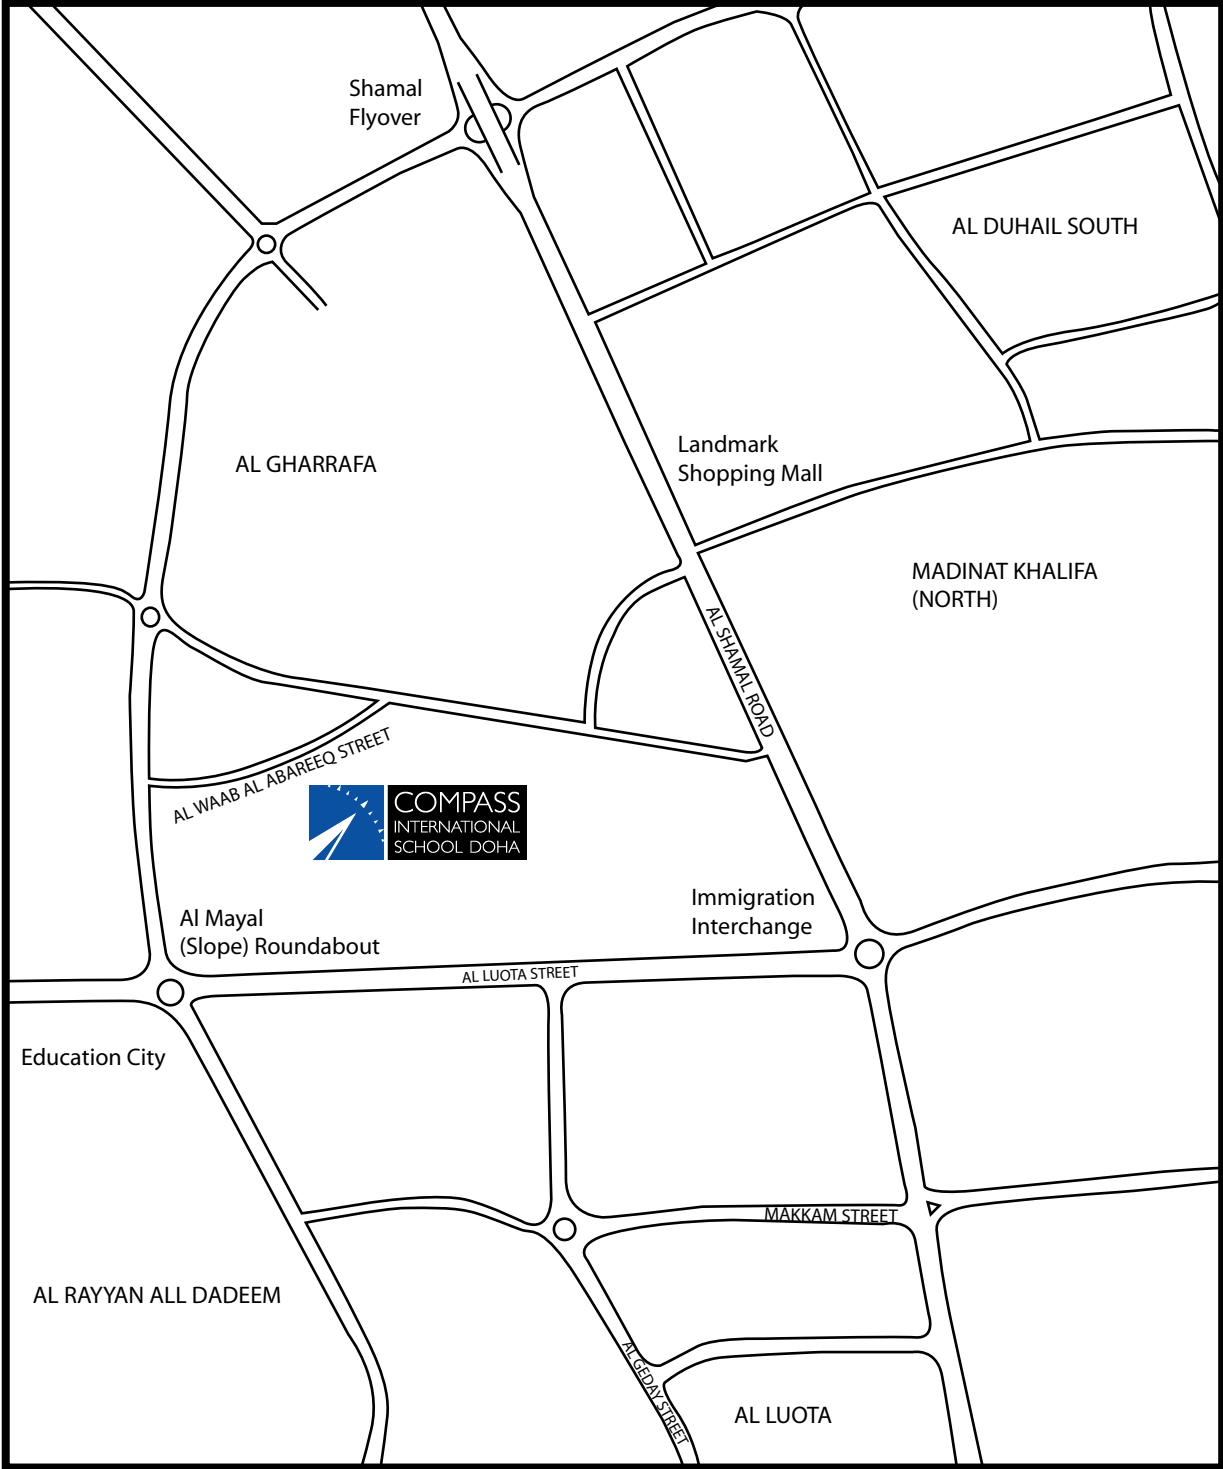 Shamal
Flyover
AL DUHAIL SOUTH
AL GHARRAFA
Landmark
Shopping Mall
MADINAT KHALIFA
(NORTH)
AL SHAMAL ROAD
AL WAAB AL ABAREEQ STREET
COMPASS
INTERNATIONAL
SCHOOL DOHA
Immigration
Interchange
Al Mayal
(Slope) Roundabout
AL LUOTA STREET
Education City
MAKKAM STREET
AL RAYYAN ALL DADEEM
AL GEDAY STREET
AL LUOTA